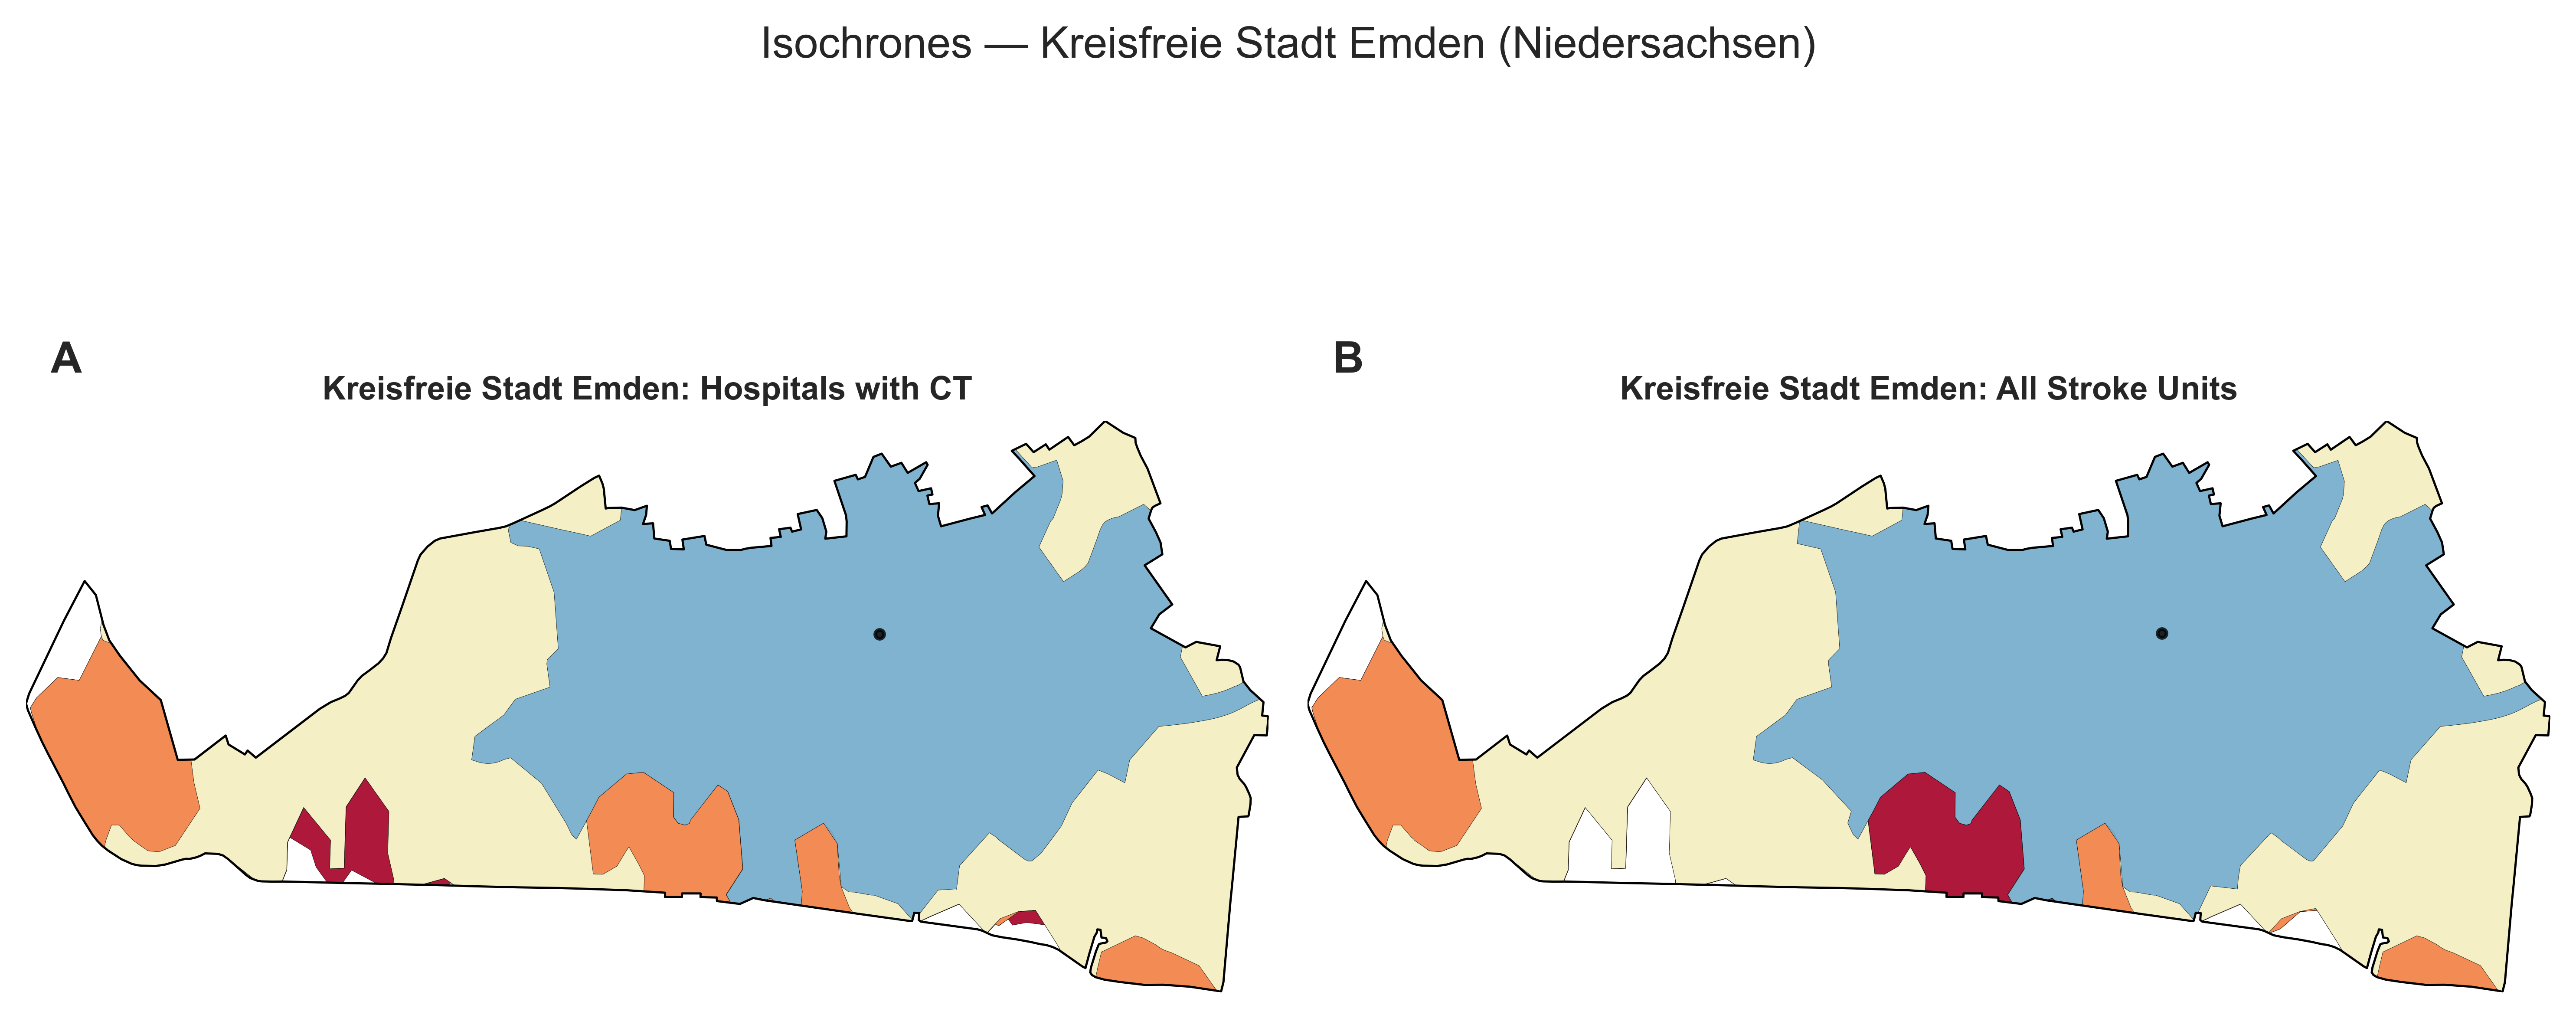 Isochrones — Kreisfreie Stadt Emden (Niedersachsen)
A
Kreisfreie Stadt Emden: Hospitals with CT
B
Kreisfreie Stadt Emden: All Stroke Units